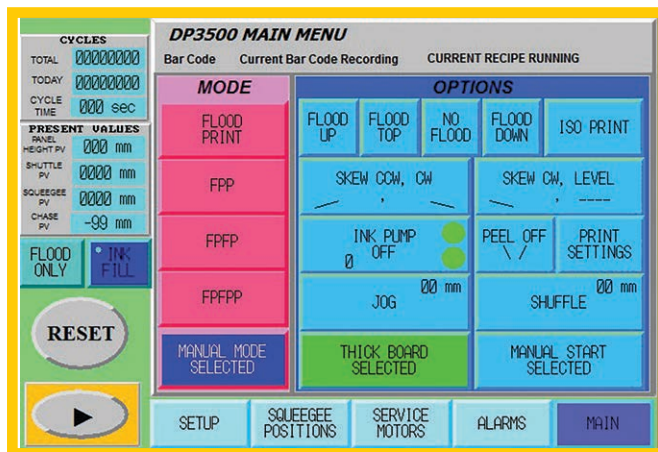 CYCLES
TOTAL 00000000
TODAY 00000000
CYCLE TIME 000 sec
PRESENT VALUES
PANEL HEIGHT PV 000 mm
SHUTTLE PV 0000 mm
SQUEEGEE PV 0000 mm
CHASE PV -99 mm
FLOOD ONLY
INK FILL
RESET
DP3500 MAIN MENU
Bar Code Current Bar Code Recording CURRENT RECIPE RUNNING
MODE
FLOOD PRINT
FPP
FPFP
FPFPP
MANUAL MODE SELECTED
OPTIONS
FLOOD UP
FLOOD TOP
NO FLOOD
FLOOD DOWN
ISO PRINT
SKEW CCW, CW
SKEW CW, LEVEL
,
, ----
INK PUMP
0 OFF
PEEL OFF
\ /
PRINT SETTINGS
00 mm
JOG
00 mm
SHUFFLE
THICK BOARD SELECTED
MANUAL START SELECTED
SETUP
SQUEEGEE POSITIONS
SERVICE MOTORS
ALARMS
MAIN